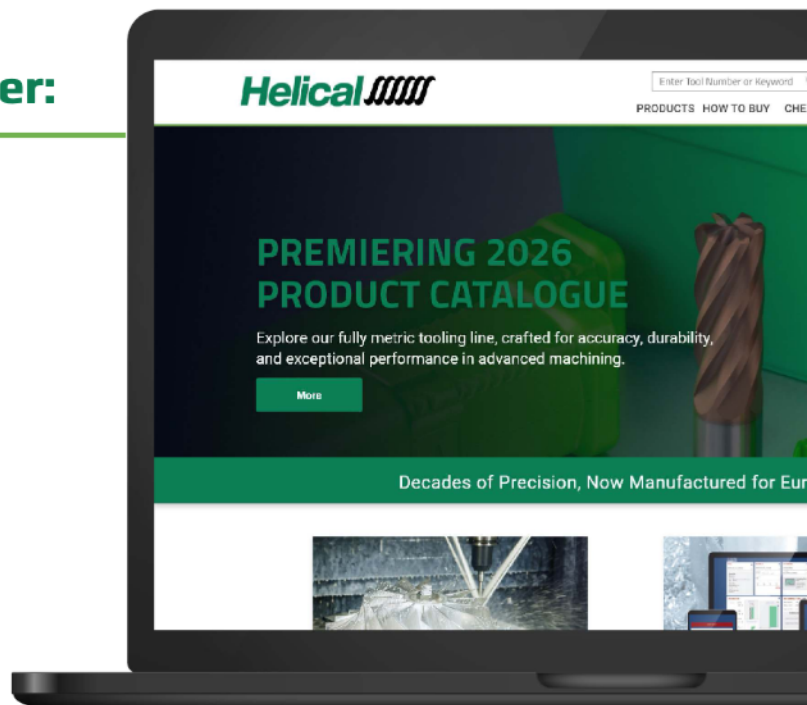 er:
Helical
Enter Tool Number or Keyword
PRODUCTS HOW TO BUY CHE
PREMIERING 2026
PRODUCT CATALOGUE
Explore our fully metric tooling line, crafted for accuracy, durability,
and exceptional performance in advanced machining.
More
Decades of Precision, Now Manufactured for Eur